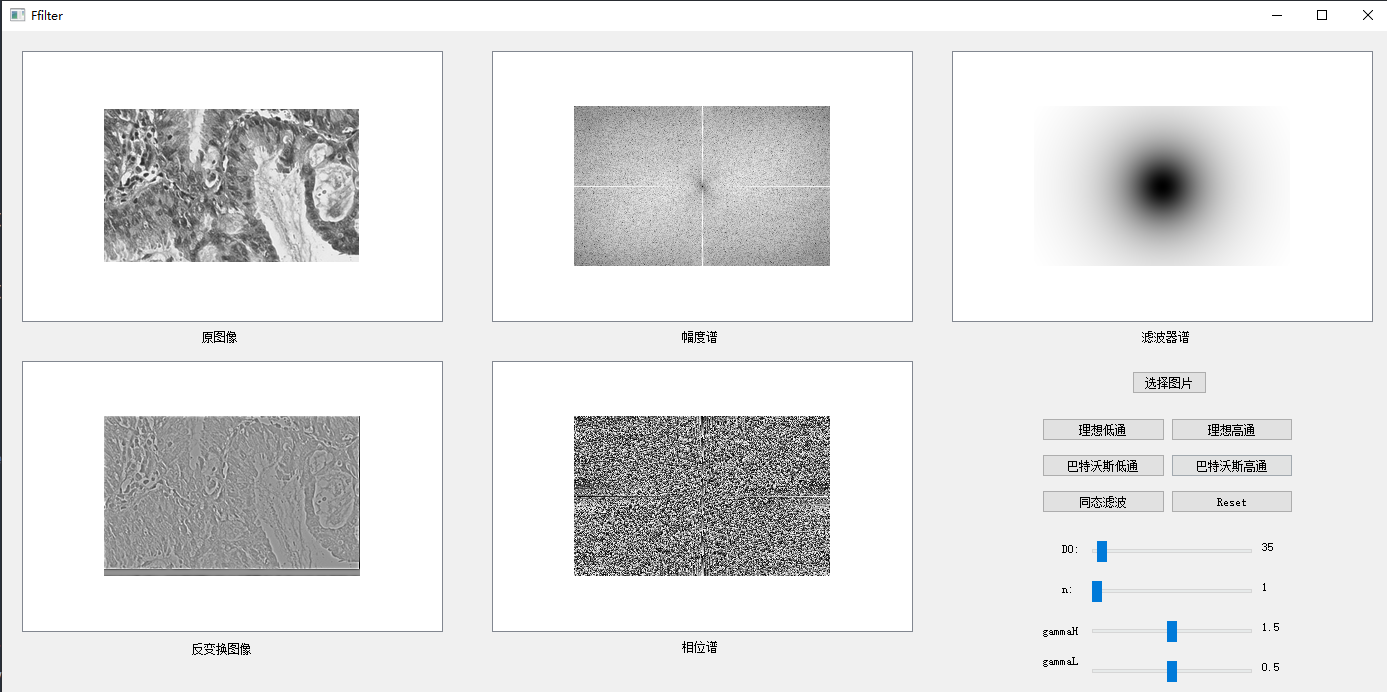 Ffilter
原图像
幅度谱
滤波器谱
选择图片
理想低通
理想高通
巴特沃斯低通
巴特沃斯高通
同态滤波
Reset
D0: 35
n: 1
gammaH 1.5
gammaL 0.5
反变换图像
相位谱